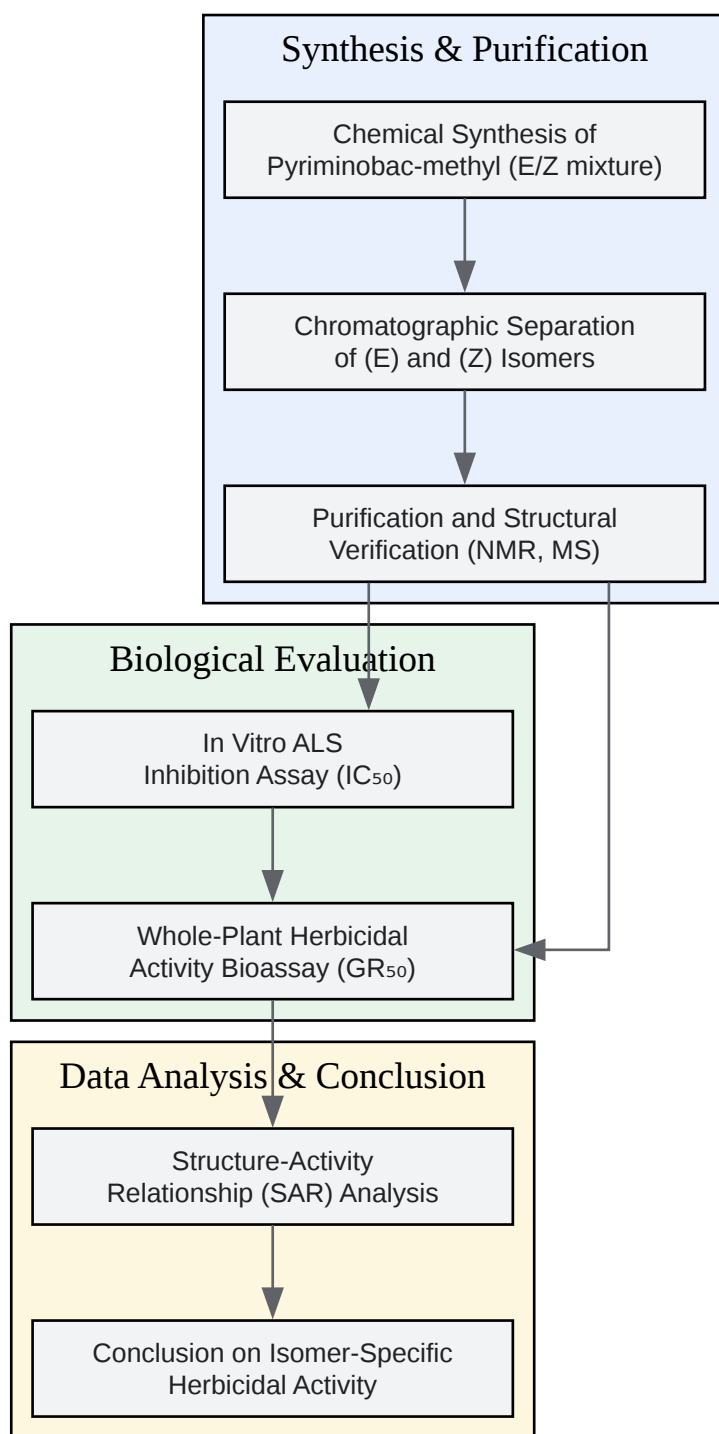 Synthesis & Purification
Chemical Synthesis of
Pyriminobac-methyl (E/Z mixture)
Chromatographic Separation
of (E) and (Z) Isomers
Purification and Structural
Verification (NMR, MS)
Biological Evaluation
In Vitro ALS
Inhibition Assay (IC₅₀)
Whole-Plant Herbicidal
Activity Bioassay (GR₅₀)
Data Analysis & Conclusion
Structure-Activity
Relationship (SAR) Analysis
Conclusion on Isomer-Specific
Herbicidal Activity